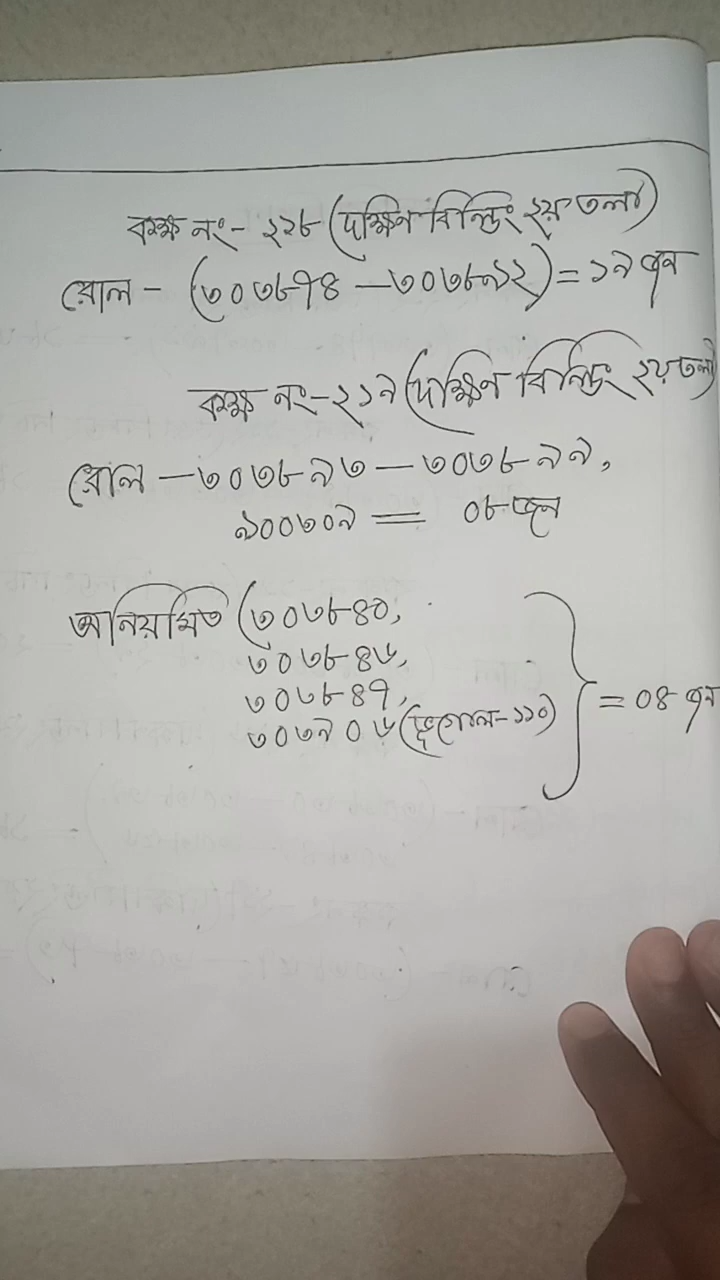 কক্ষ নং- ২১৮ (দক্ষিন বিল্ডিং ২য় তলা)
রোল - (৩০৩৮৭৪ - ৩০৩৮৯২) = ১৯ জন
কক্ষ নং-২১৯ (দক্ষিন বিল্ডিং ২য় তলা)
রোল - ৩০৩৮৯৩ - ৩০৩৮৯৯,
৯০০৩০৯ = ০৮ জন
অনিয়মিত (৩০৩৮৪০,
৩০৩৮৪৬,
৩০৩৮৪৭,
৩০৩৯০৬ (ভূগোল-১১০)
= ০৪ জন